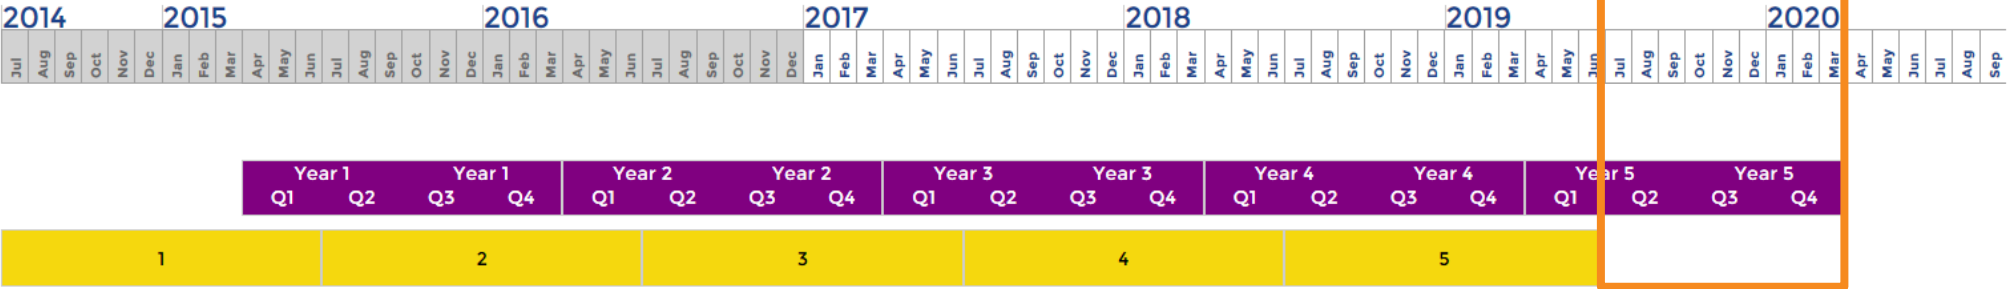 2014 2015 2016 2017 2018 2019 2020
Jul Aug Sep Oct Nov Dec Jan Feb Mar Apr May Jun Jul Aug Sep Oct Nov Dec Jan Feb Mar Apr May Jun Jul Aug Sep Oct Nov Dec Jan Feb Mar Apr May Jun Jul Aug Sep Oct Nov Dec Jan Feb Mar Apr May Jun Jul Aug Sep Oct Nov Dec Jan Feb Mar Apr May Jun Jul Aug Sep Oct Nov Dec Jan Feb Mar Apr May Jun Jul Aug Sep
Year 1 Year 1 Year 2 Year 2 Year 3 Year 3 Year 4 Year 4 Year 5 Year 5
Q1 Q2 Q3 Q4 Q1 Q2 Q3 Q4 Q1 Q2 Q3 Q4 Q1 Q2 Q3 Q4 Q1 Q2 Q3 Q4
1 2 3 4 5